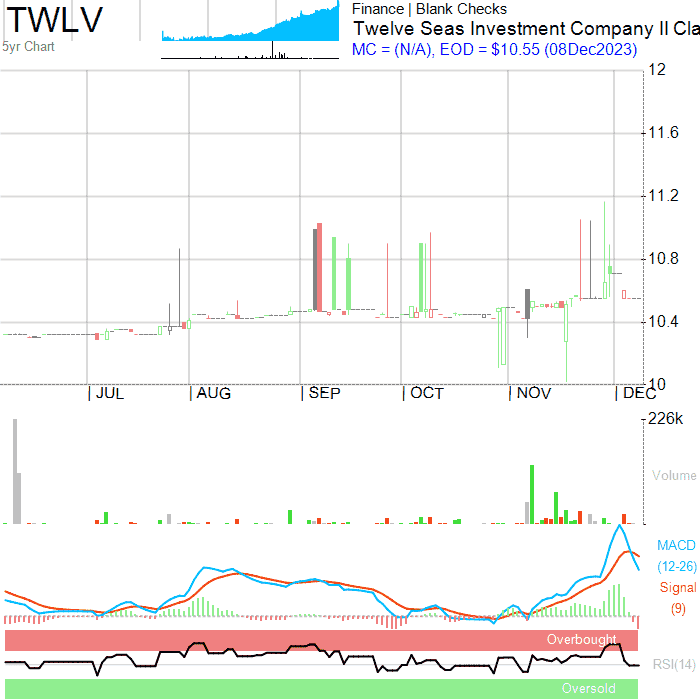 TWLV
5yr Chart
Finance | Blank Checks
Twelve Seas Investment Company II Cla
MC = (N/A), EOD = $10.55 (08Dec2023)
12
11.6
11.2
10.8
10.4
10
JUL
AUG
SEP
OCT
NOV
DEC
226k
Volume
MACD
(12-26)
Signal
(9)
Overbought
RSI(14)
Oversold